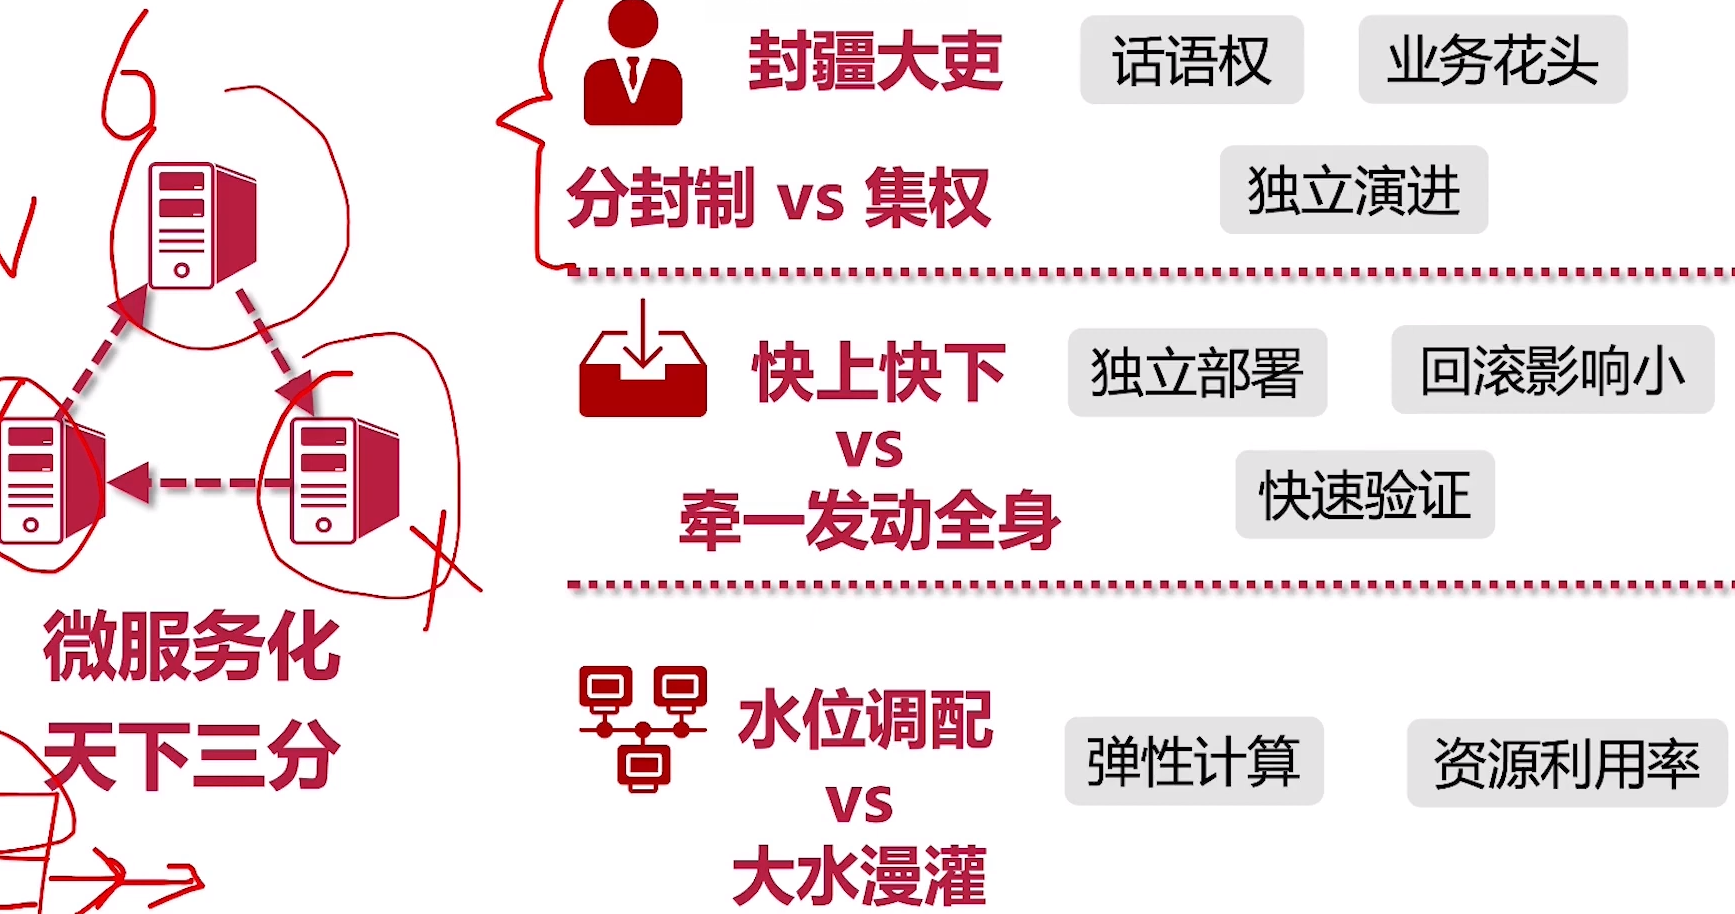 封疆大吏
话语权
业务花头
分封制 vs 集权
独立演进
快上快下
vs
牵一发动全身
独立部署
回滚影响小
快速验证
微服务化
天下三分
水位调配
vs
大水漫灌
弹性计算
资源利用率